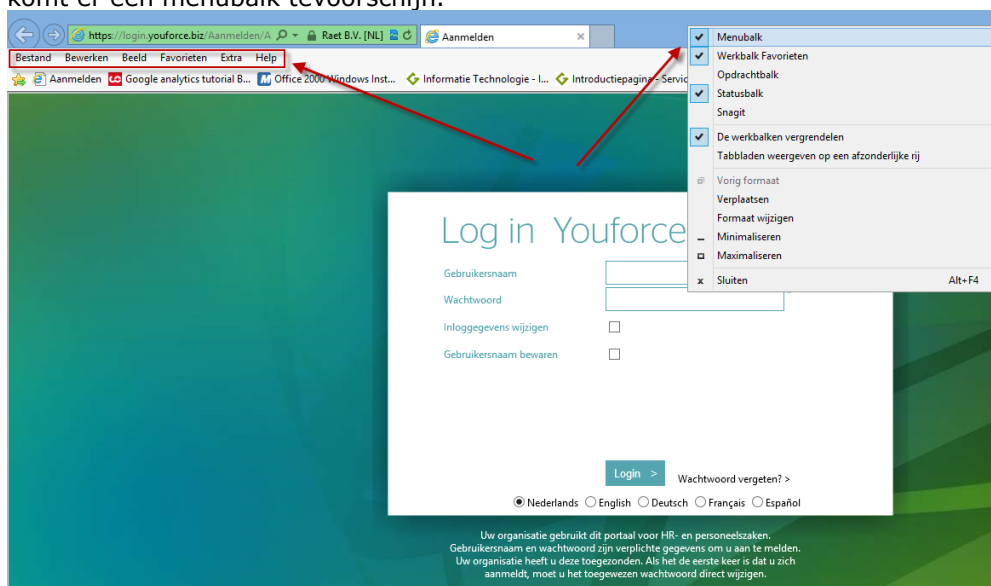 komt er een menubalk tevoorschijn.
https://login.youforce.biz/Aanmelden/A Raet B.V. [NL] Aanmelden
Bestand Bewerken Beeld Favorieten Extra Help
Aanmelden Google analytics tutorial B... Office 2000 Windows Inst... Informatie Technologie - I... Introductiepagina - Servic
Menubalk
Werkbalk Favorieten
Opdrachtbalk
Statusbalk
Snagit
De werkbalken vergrendelen
Tabbladen weergeven op een afzonderlijke rij
Vorig formaat
Verplaatsen
Formaat wijzigen
Minimaliseren
Maximaliseren
x Sluiten Alt+F4
Log in Youforce
Gebruikersnaam
Wachtwoord
Inloggegevens wijzigen
Gebruikersnaam bewaren
Login > Wachtwoord vergeten? >
Nederlands English Deutsch Français Español
Uw organisatie gebruikt dit portaal voor HR- en personeelszaken.
Gebruikersnaam en wachtwoord zijn verplichte gegevens om u aan te melden.
Uw organisatie heeft u deze toegezonden. Als het de eerste keer is dat u zich
aanmeldt, moet u het toegewezen wachtwoord direct wijzigen.